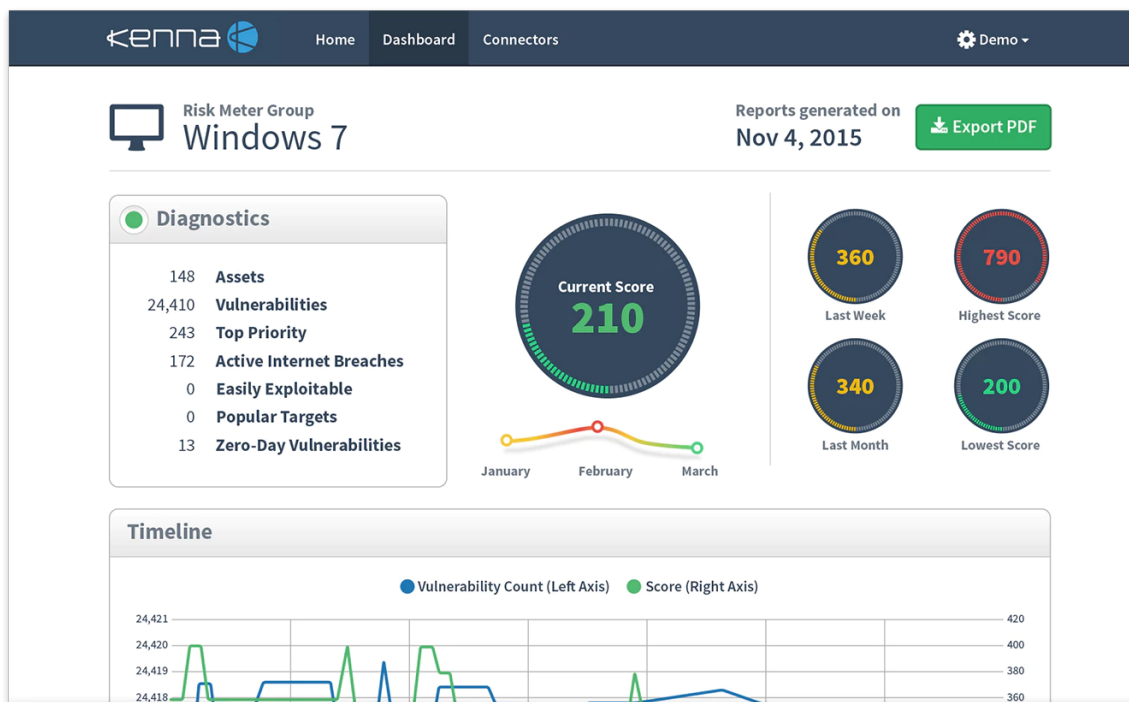 kenna
Home Dashboard Connectors Demo
Risk Meter Group
Windows 7
Reports generated on
Nov 4, 2015
Export PDF
Diagnostics
148 Assets
24,410 Vulnerabilities
243 Top Priority
172 Active Internet Breaches
0 Easily Exploitable
0 Popular Targets
13 Zero-Day Vulnerabilities
Current Score
210
January February March
360
Last Week
790
Highest Score
340
Last Month
200
Lowest Score
Timeline
Vulnerability Count (Left Axis) Score (Right Axis)
24,421 420
24,420 400
24,419 380
24,418 360